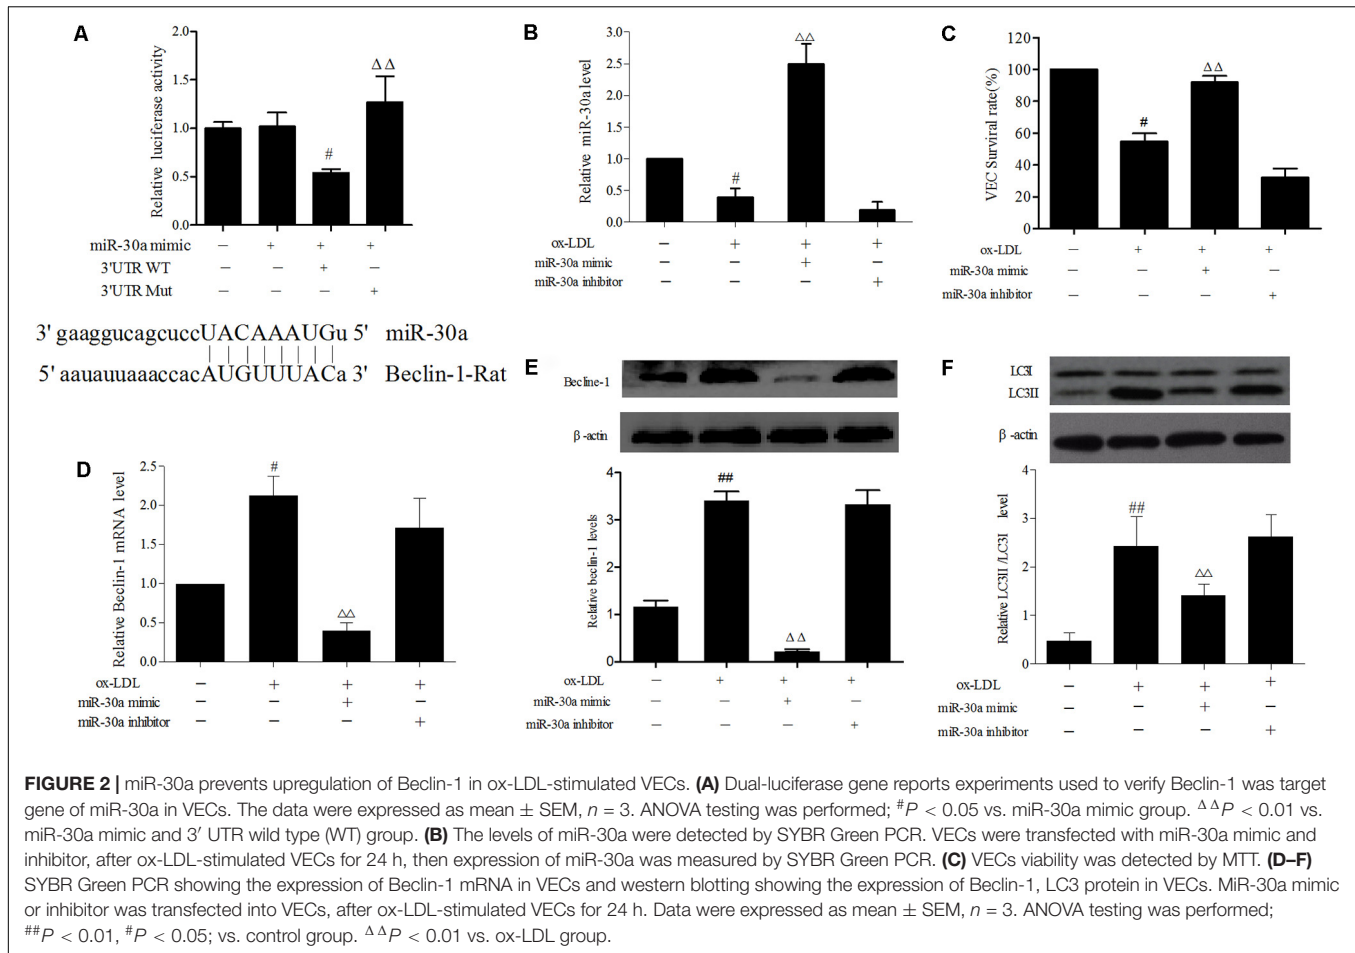 A
Relative luciferase activity
2.0
1.5
1.0
0.5
0.0
#
Δ Δ
miR-30a mimic – + + +
3'UTR WT – – + –
3'UTR Mut – – – +
3' gaaggucagcuccUACAAAUGu 5' miR-30a
5' aauauuaaaccacAUGUUUACa 3' Beclin-1-Rat
B
Relative miR-30a level
3.0
2.5
2.0
1.5
1.0
0.5
0.0
#
△△
ox-LDL – + + +
miR-30a mimic – – + –
miR-30a inhibitor – – – +
C
VEC Surviral rate(%)
120
100
80
60
40
20
0
#
Δ Δ
ox-LDL – + + +
miR-30a mimic – – + –
miR-30a inhibitor – – – +
D
Relative Beclin-1 mRNA level
2.5
2.0
1.5
1.0
0.5
0.0
#
△△
ox-LDL – + + +
miR-30a mimic – – + –
miR-30a inhibitor – – – +
E
Becline-1
β -actin
Relative beclin-1 levels
4
3
2
1
0
##
Δ Δ
ox-LDL – + + +
miR-30a mimic – – + –
miR-30a inhibitor – – – +
F
LC3I
LC3II
β -actin
Relative LC3II /LC3I level
4
3
2
1
0
##
△△
ox-LDL – + + +
miR-30a mimic – – + –
miR-30a inhibitor – – – +
FIGURE 2 | miR-30a prevents upregulation of Beclin-1 in ox-LDL-stimulated VECs. (A) Dual-luciferase gene reports experiments used to verify Beclin-1 was target
gene of miR-30a in VECs. The data were expressed as mean ± SEM, n = 3. ANOVA testing was performed; #P < 0.05 vs. miR-30a mimic group. ΔΔP < 0.01 vs.
miR-30a mimic and 3′ UTR wild type (WT) group. (B) The levels of miR-30a were detected by SYBR Green PCR. VECs were transfected with miR-30a mimic and
inhibitor, after ox-LDL-stimulated VECs for 24 h, then expression of miR-30a was measured by SYBR Green PCR. (C) VECs viability was detected by MTT. (D–F)
SYBR Green PCR showing the expression of Beclin-1 mRNA in VECs and western blotting showing the expression of Beclin-1, LC3 protein in VECs. MiR-30a mimic
or inhibitor was transfected into VECs, after ox-LDL-stimulated VECs for 24 h. Data were expressed as mean ± SEM, n = 3. ANOVA testing was performed;
##P < 0.01, #P < 0.05; vs. control group. ΔΔP < 0.01 vs. ox-LDL group.